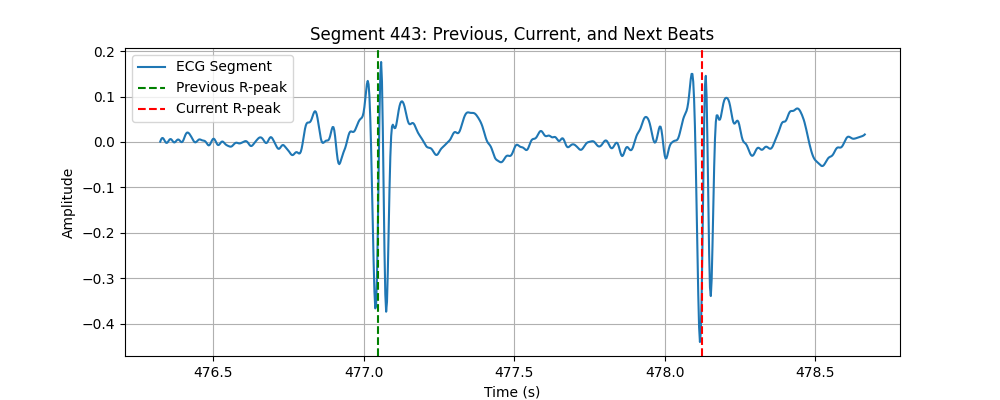 Segment 443: Previous, Current, and Next Beats
ECG Segment
Previous R-peak
Current R-peak
Amplitude
0.2
0.1
0.0
−0.1
−0.2
−0.3
−0.4
476.5 477.0 477.5 478.0 478.5
Time (s)